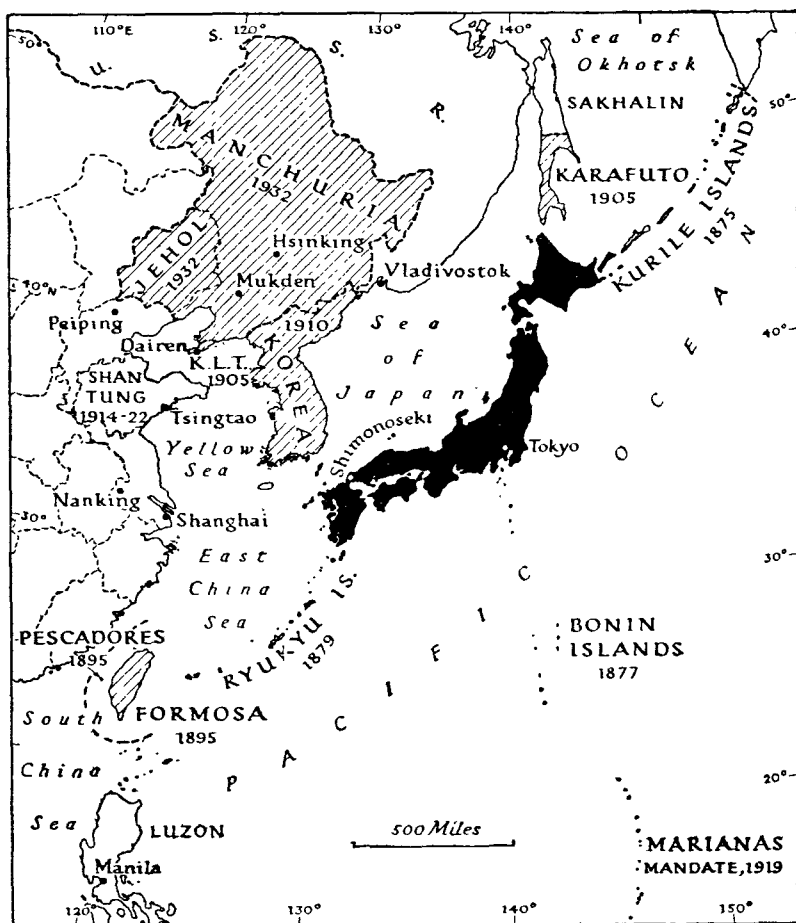 110°E
120°
130°
140°
150°
50°
U. S. S. R.
Sea of
Okhotsk
SAKHALIN
50°
MANCHURIA
1932
KARAFUTO
1905
KURILE ISLANDS
1875
JEHOL
1932
Hsinking
Mukden
Vladivostok
40°N
Peiping
1910
KOREA
Sea
of
Japan
40°
Dairen
K.L.T.
1905
SHAN
TUNG
1914-22
Tsingtao
Yellow
Sea
Shimonoseki
Tokyo
Nanking
30°
Shanghai
East
China
Sea
30°
RYUKYU IS.
1879
PACIFIC OCEAN
BONIN
ISLANDS
1877
PESCADORES
1895
FORMOSA
1895
South
China
Sea
20°
LUZON
500 Miles
MARIANAS
MANDATE, 1919
Manila
120°
130°
140°
150°